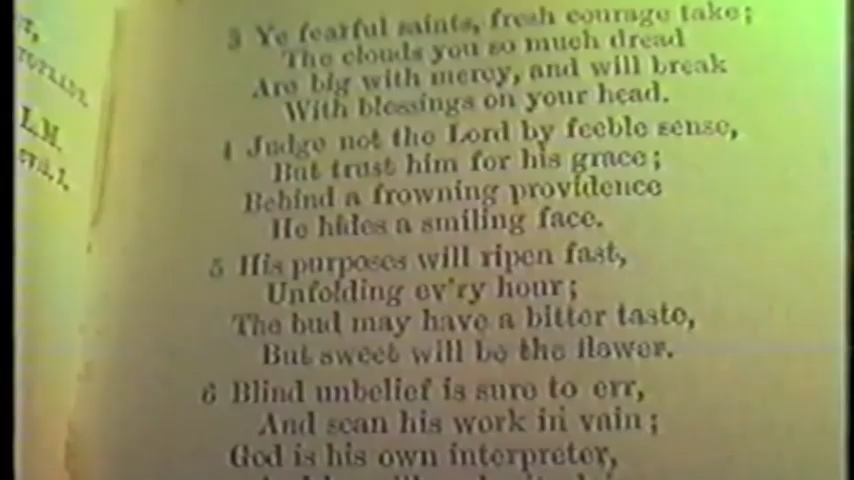 3 Ye fearful saints, fresh courage take;
The clouds you so much dread
Are big with mercy, and will break
With blessings on your head.
4 Judge not the Lord by feeble sense,
But trust him for his grace;
Behind a frowning providence
He hides a smiling face.
5 His purposes will ripen fast,
Unfolding ev'ry hour;
The bud may have a bitter taste,
But sweet will be the flower.
6 Blind unbelief is sure to err,
And scan his work in vain;
God is his own interpreter,
L.M.